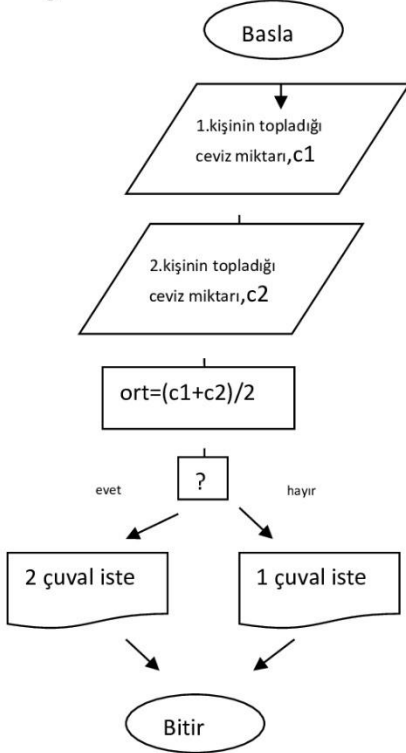 Basla
1.kişinin topladığı
ceviz miktarı,c1
2.kişinin topladığı
ceviz miktarı,c2
ort=(c1+c2)/2
?
evet
hayır
2 çuval iste
1 çuval iste
Bitir